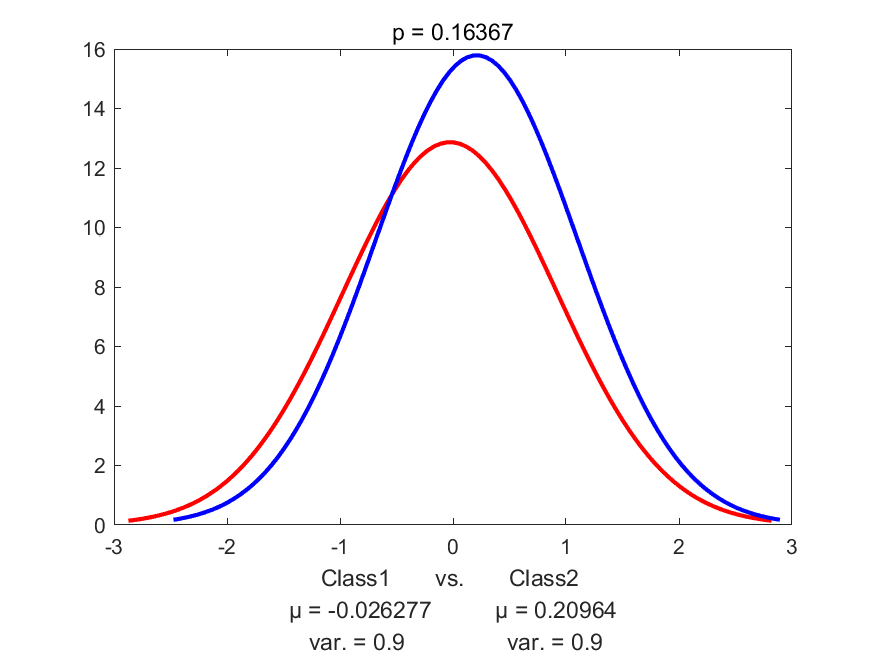 p = 0.16367
16
14
12
10
8
6
4
2
0
-3 -2 -1 0 1 2 3
Class1 vs. Class2
μ = -0.026277 μ = 0.20964
var. = 0.9 var. = 0.9